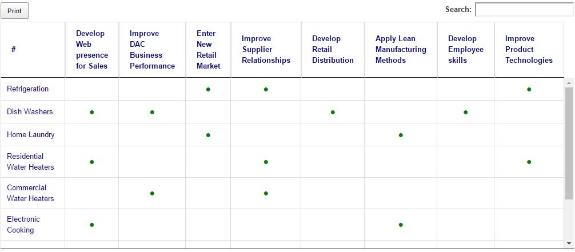 Print
Search:
#
Develop
Web
presence
for Sales
Improve
DAC
Business
Performance
Enter
New
Retail
Market
Improve
Supplier
Relationships
Develop
Retail
Distribution
Apply Lean
Manufacturing
Methods
Develop
Employee
skills
Improve
Product
Technologies
Refrigeration
Dish Washers
Home Laundry
Residential
Water Heaters
Commercial
Water Heaters
Electronic
Cooking